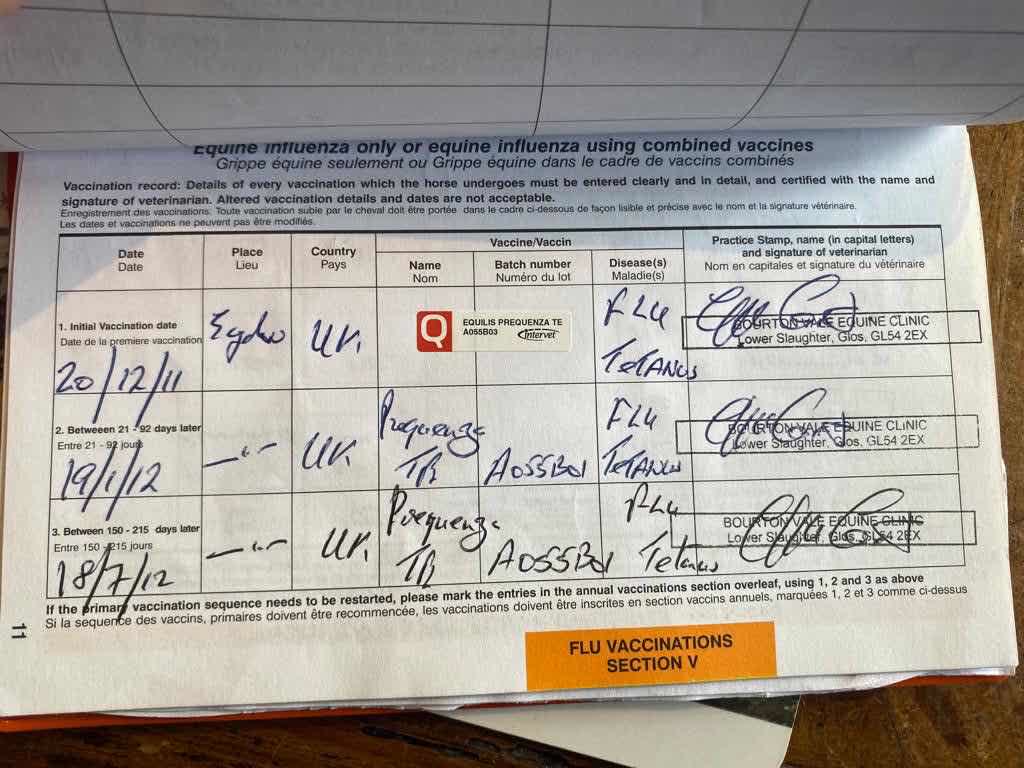 Equine influenza only or equine influenza using combined vaccines
Grippe équine seulement ou Grippe équine dans le cadre de vaccins combinés
Vaccination record: Details of every vaccination which the horse undergoes must be entered clearly and in detail, and certified with the name and
signature of veterinarian. Altered vaccination details and dates are not acceptable.
Enregistrement des vaccinations: Toute vaccination subie par le cheval doit être portée dans le cadre ci-dessous de façon lisible et précise avec le nom et la signature vétérinaire.
Les dates et vaccinations ne peuvent pas être modifiés.
Date
Date
Place
Lieu
Country
Pays
Vaccine/Vaccin
Name
Nom
Batch number
Numéro du lot
Disease(s)
Maladie(s)
Practice Stamp, name (in capital letters)
and signature of veterinarian
Nom en capitales et signature du vétérinaire
1. Initial Vaccination date
Date de la premiere vaccination
20/12/11
UK.
Q
EQUILIS PREQUENZA TE
A055B03
Intervet
FLU
TETANUS
BOURTON VALE EQUINE CLINIC
Lower Slaughter, Glos, GL54 2EX
2. Betweeen 21 - 92 days later
Entre 21 - 92 jours
19/1/12
UK.
Prequenza
A055B01
FLU
TETANUS
BOURTON VALE EQUINE CLINIC
Lower Slaughter, Glos, GL54 2EX
3. Between 150 - 215 days later
Entre 150 - 215 jours
18/7/12
UK.
Prequenza
A055B01
FLU
Tetanus
BOURTON VALE EQUINE CLINIC
Lower Slaughter, Glos, GL54 2EX
If the primary vaccination sequence needs to be restarted, please mark the entries in the annual vaccinations section overleaf, using 1, 2 and 3 as above
Si la sequence des vaccins, primaires doivent être recommencée, les vaccinations doivent être inscrites en section vaccins annuels, marquées 1, 2 et 3 comme ci-dessus
11
FLU VACCINATIONS
SECTION V